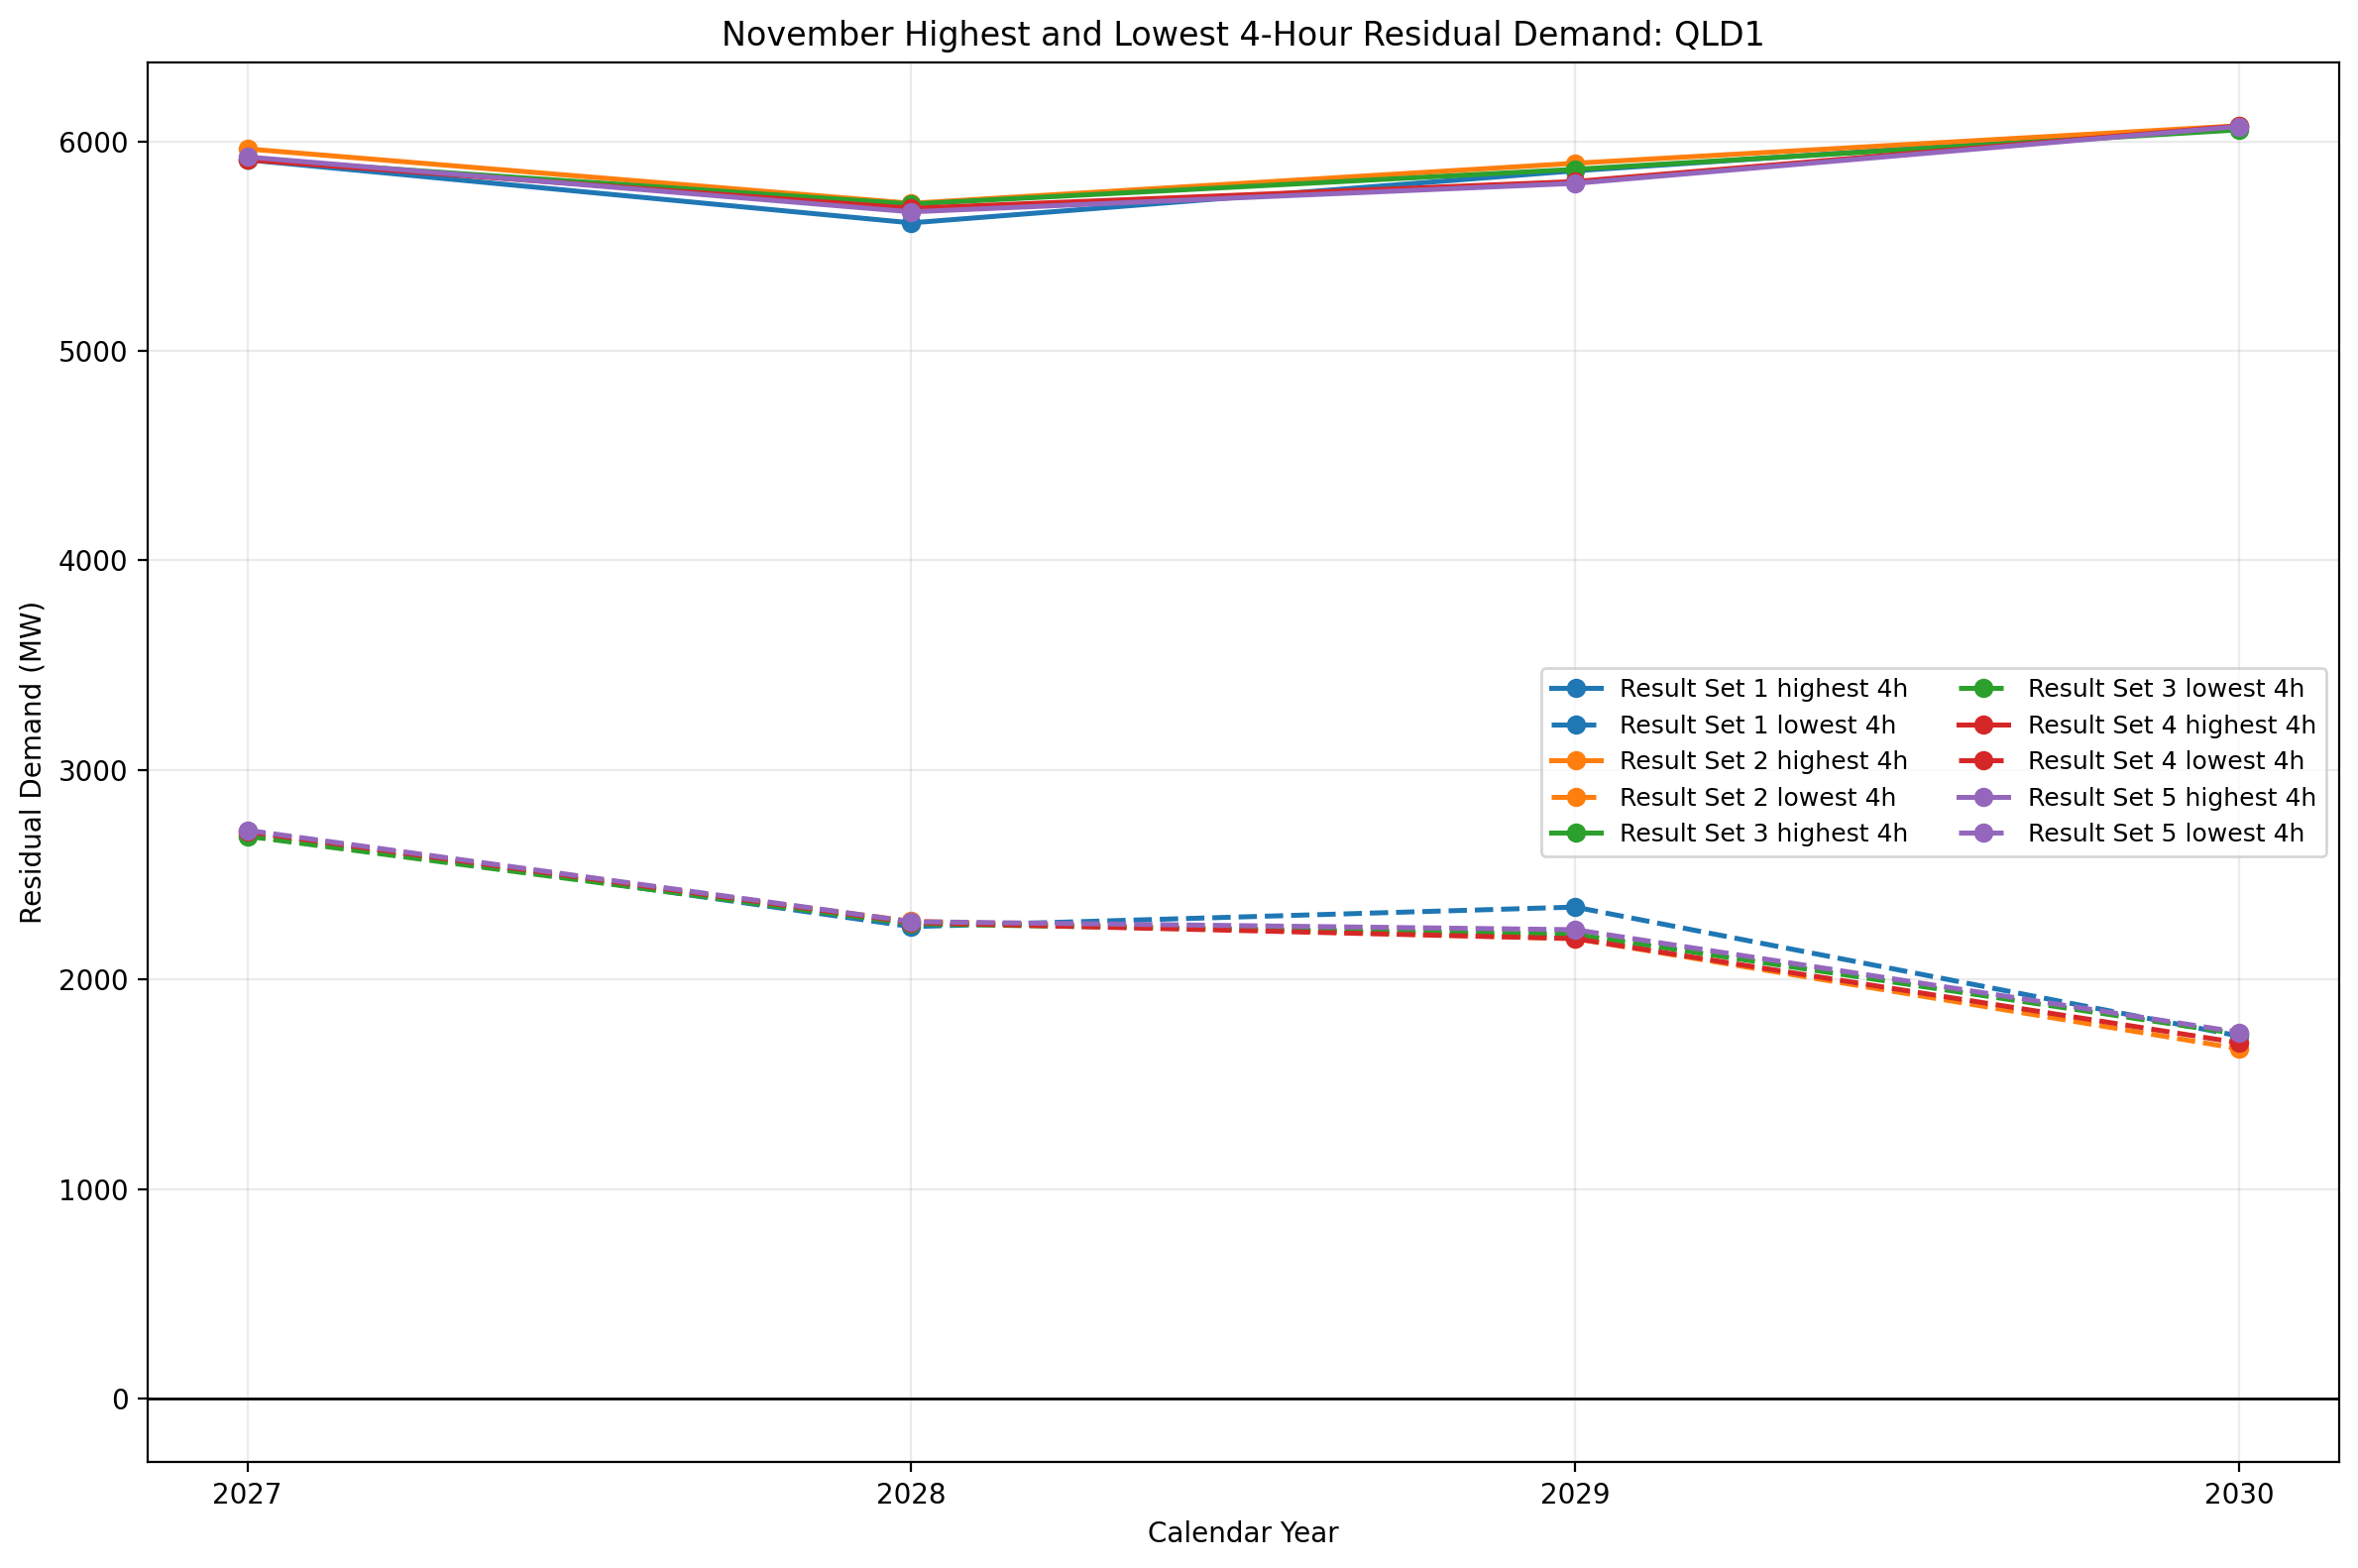 November Highest and Lowest 4-Hour Residual Demand: QLD1
Residual Demand (MW)
6000
5000
4000
3000
2000
1000
0
Result Set 1 highest 4h
Result Set 1 lowest 4h
Result Set 2 highest 4h
Result Set 2 lowest 4h
Result Set 3 highest 4h
Result Set 3 lowest 4h
Result Set 4 highest 4h
Result Set 4 lowest 4h
Result Set 5 highest 4h
Result Set 5 lowest 4h
2027 2028 2029 2030
Calendar Year